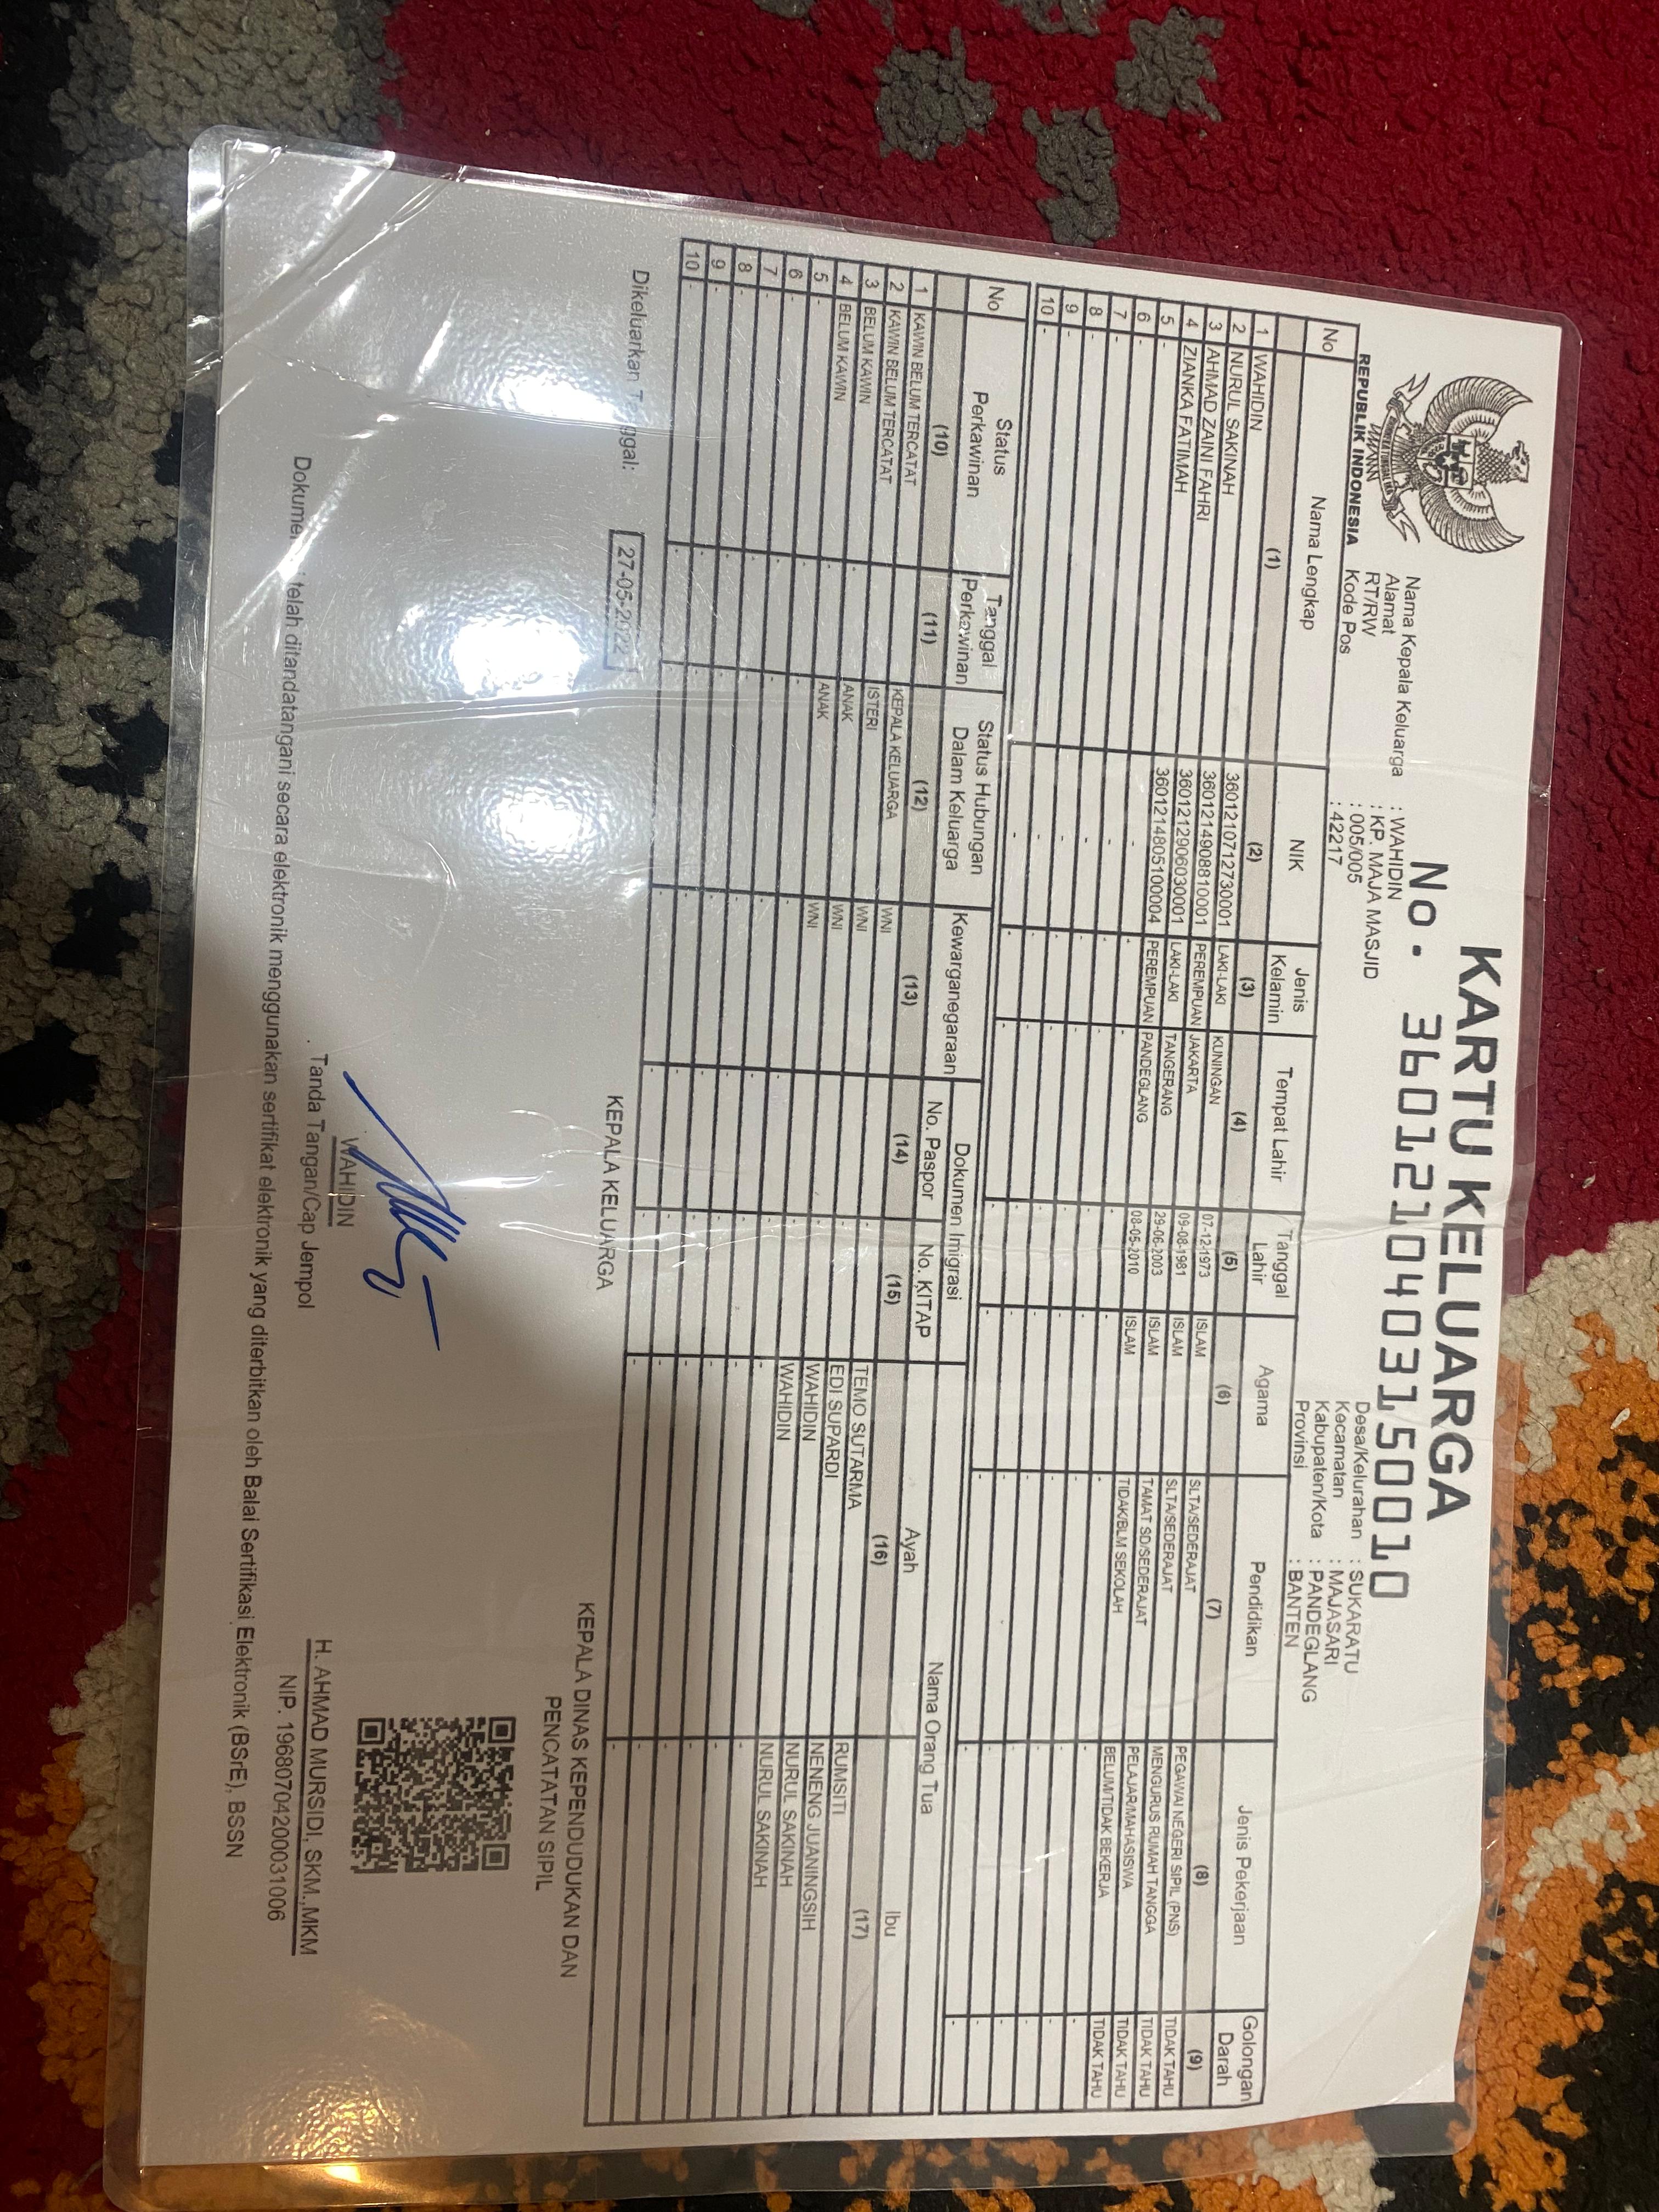 KARTU KELUARGA
No. 3601210403150010
REPUBLIK INDONESIA
Nama Kepala Keluarga : WAHIDIN
Alamat : KP. MAJA MASJID
RT/RW : 005/005
Kode Pos : 42217
Desa/Kelurahan : SUKARATU
Kecamatan : MAJASARI
Kabupaten/Kota : PANDEGLANG
Provinsi : BANTEN
No Nama Lengkap NIK Jenis Kelamin Tempat Lahir Tanggal Lahir Agama Pendidikan Jenis Pekerjaan Golongan Darah
(1) (2) (3) (4) (5) (6) (7) (8) (9)
1 WAHIDIN 3601210712730001 LAKI-LAKI KUNINGAN 07-12-1973 ISLAM SLTA/SEDERAJAT PEGAWAI NEGERI SIPIL (PNS) TIDAK TAHU
2 NURUL SAKINAH 3601214908810001 PEREMPUAN JAKARTA 09-08-1981 ISLAM SLTA/SEDERAJAT MENGURUS RUMAH TANGGA TIDAK TAHU
3 AHMAD ZAINI FAHRI 3601212906030001 LAKI-LAKI TANGERANG 29-06-2003 ISLAM TAMAT SD/SEDERAJAT PELAJAR/MAHASISWA TIDAK TAHU
4 ZIANKA FATIMAH 3601214805100004 PEREMPUAN PANDEGLANG 08-05-2010 ISLAM TIDAK/BLM SEKOLAH BELUM/TIDAK BEKERJA TIDAK TAHU
5 - - - - - - - - -
6 - - - - - - - - -
7 - - - - - - - - -
8 - - - - - - - - -
9 - - - - - - - - -
10 - - - - - - - - -
No Status Perkawinan Tanggal Perkawinan Status Hubungan Dalam Keluarga Kewarganegaraan Dokumen Imigrasi Nama Orang Tua
No. Paspor No. KITAP Ayah Ibu
(10) (11) (12) (13) (14) (15) (16) (17)
1 KAWIN BELUM TERCATAT - KEPALA KELUARGA WNI - - TEMO SUTARMA RUMSITI
2 KAWIN BELUM TERCATAT - ISTERI WNI - - EDI SUPARDI NENENG JUANINGSIH
3 BELUM KAWIN - ANAK WNI - - WAHIDIN NURUL SAKINAH
4 BELUM KAWIN - ANAK WNI - - WAHIDIN NURUL SAKINAH
5 - - - - - - - -
6 - - - - - - - -
7 - - - - - - - -
8 - - - - - - - -
9 - - - - - - - -
10 - - - - - - - -
Dikeluarkan Tanggal: 27-05-2022
KEPALA KELUARGA
WAHIDIN
. Tanda Tangan/Cap Jempol
KEPALA DINAS KEPENDUDUKAN DAN
PENCATATAN SIPIL
H. AHMAD MURSIDI, SKM.,MKM
NIP. 196807042000031006
Dokumen telah ditandatangani secara elektronik menggunakan sertifikat elektronik yang diterbitkan oleh Balai Sertifikasi Elektronik (BSrE), BSSN